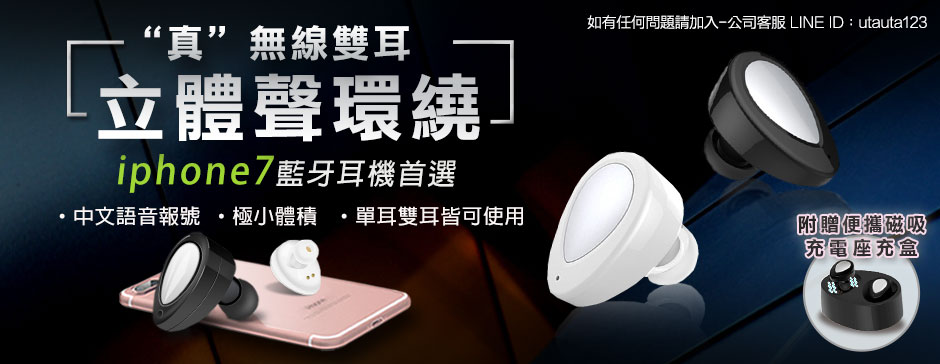 如有任何問題請加入-公司客服 LINE ID：utauta123
“真”無線雙耳
立體聲環繞
iphone7藍牙耳機首選
・中文語音報號 ・極小體積 ・單耳雙耳皆可使用
附贈便攜磁吸
充電座充盒